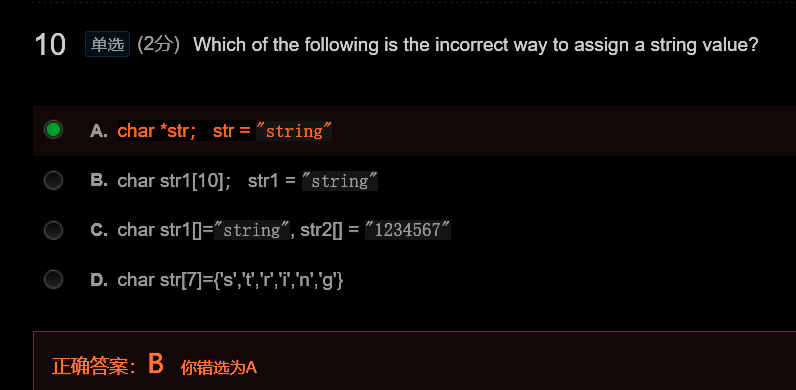 10 单选 (2分) Which of the following is the incorrect way to assign a string value?
A. char *str; str = "string"
B. char str1[10]; str1 = "string"
C. char str1[]="string", str2[] = "1234567"
D. char str[7]={'s','t','r','i','n','g'}
正确答案: B 你错选为A